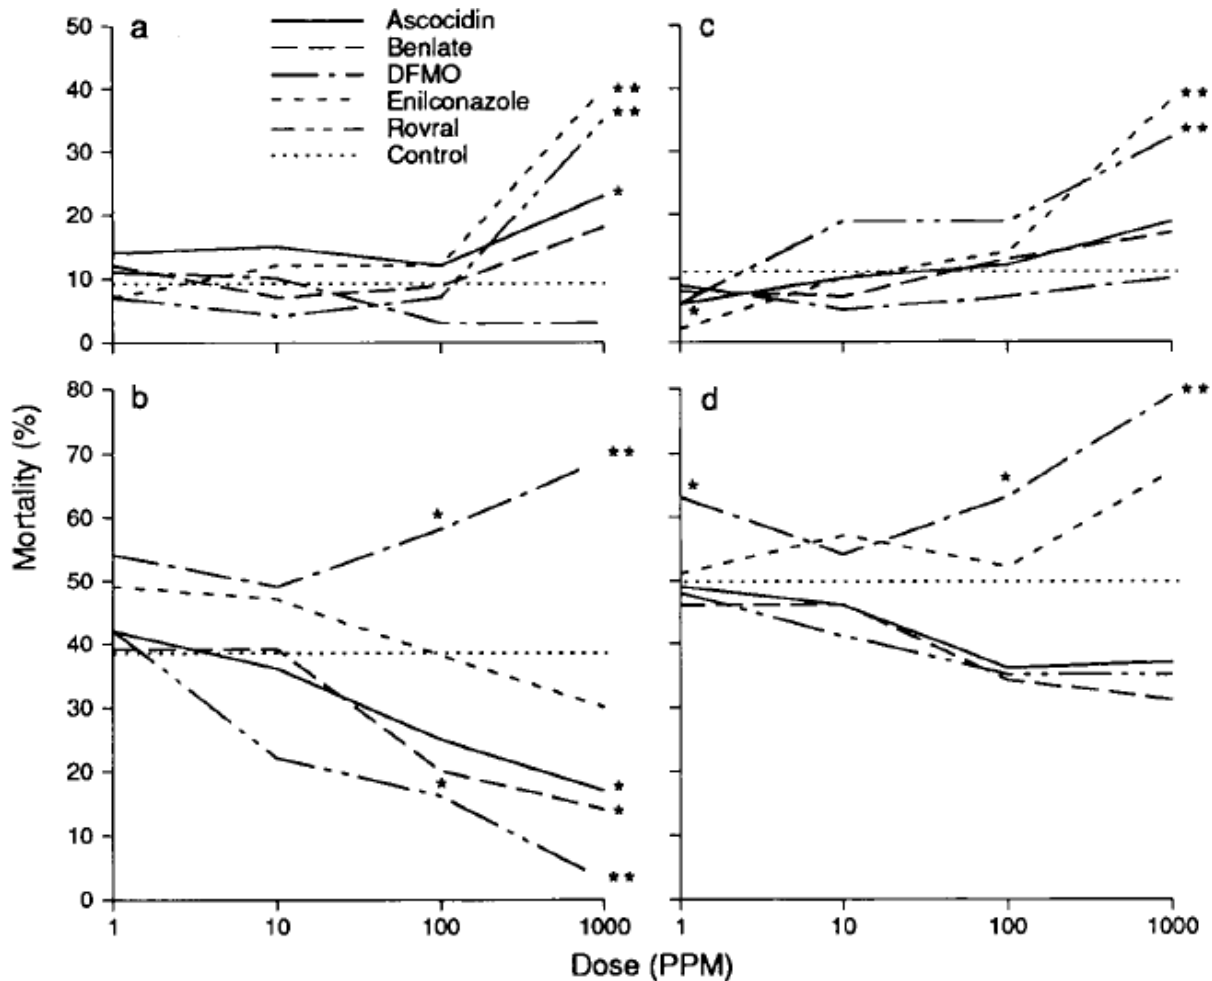 a
50
40
30
20
10
0
Ascocidin
Benlate
DFMO
Enilconazole
Rovral
Control
**
**
*
c
**
**
*
Mortality (%)
b
80
70
60
50
40
30
20
10
0
**
*
*
*
*
**
1 10 100 1000
d
**
*
*
1 10 100 1000
Dose (PPM)